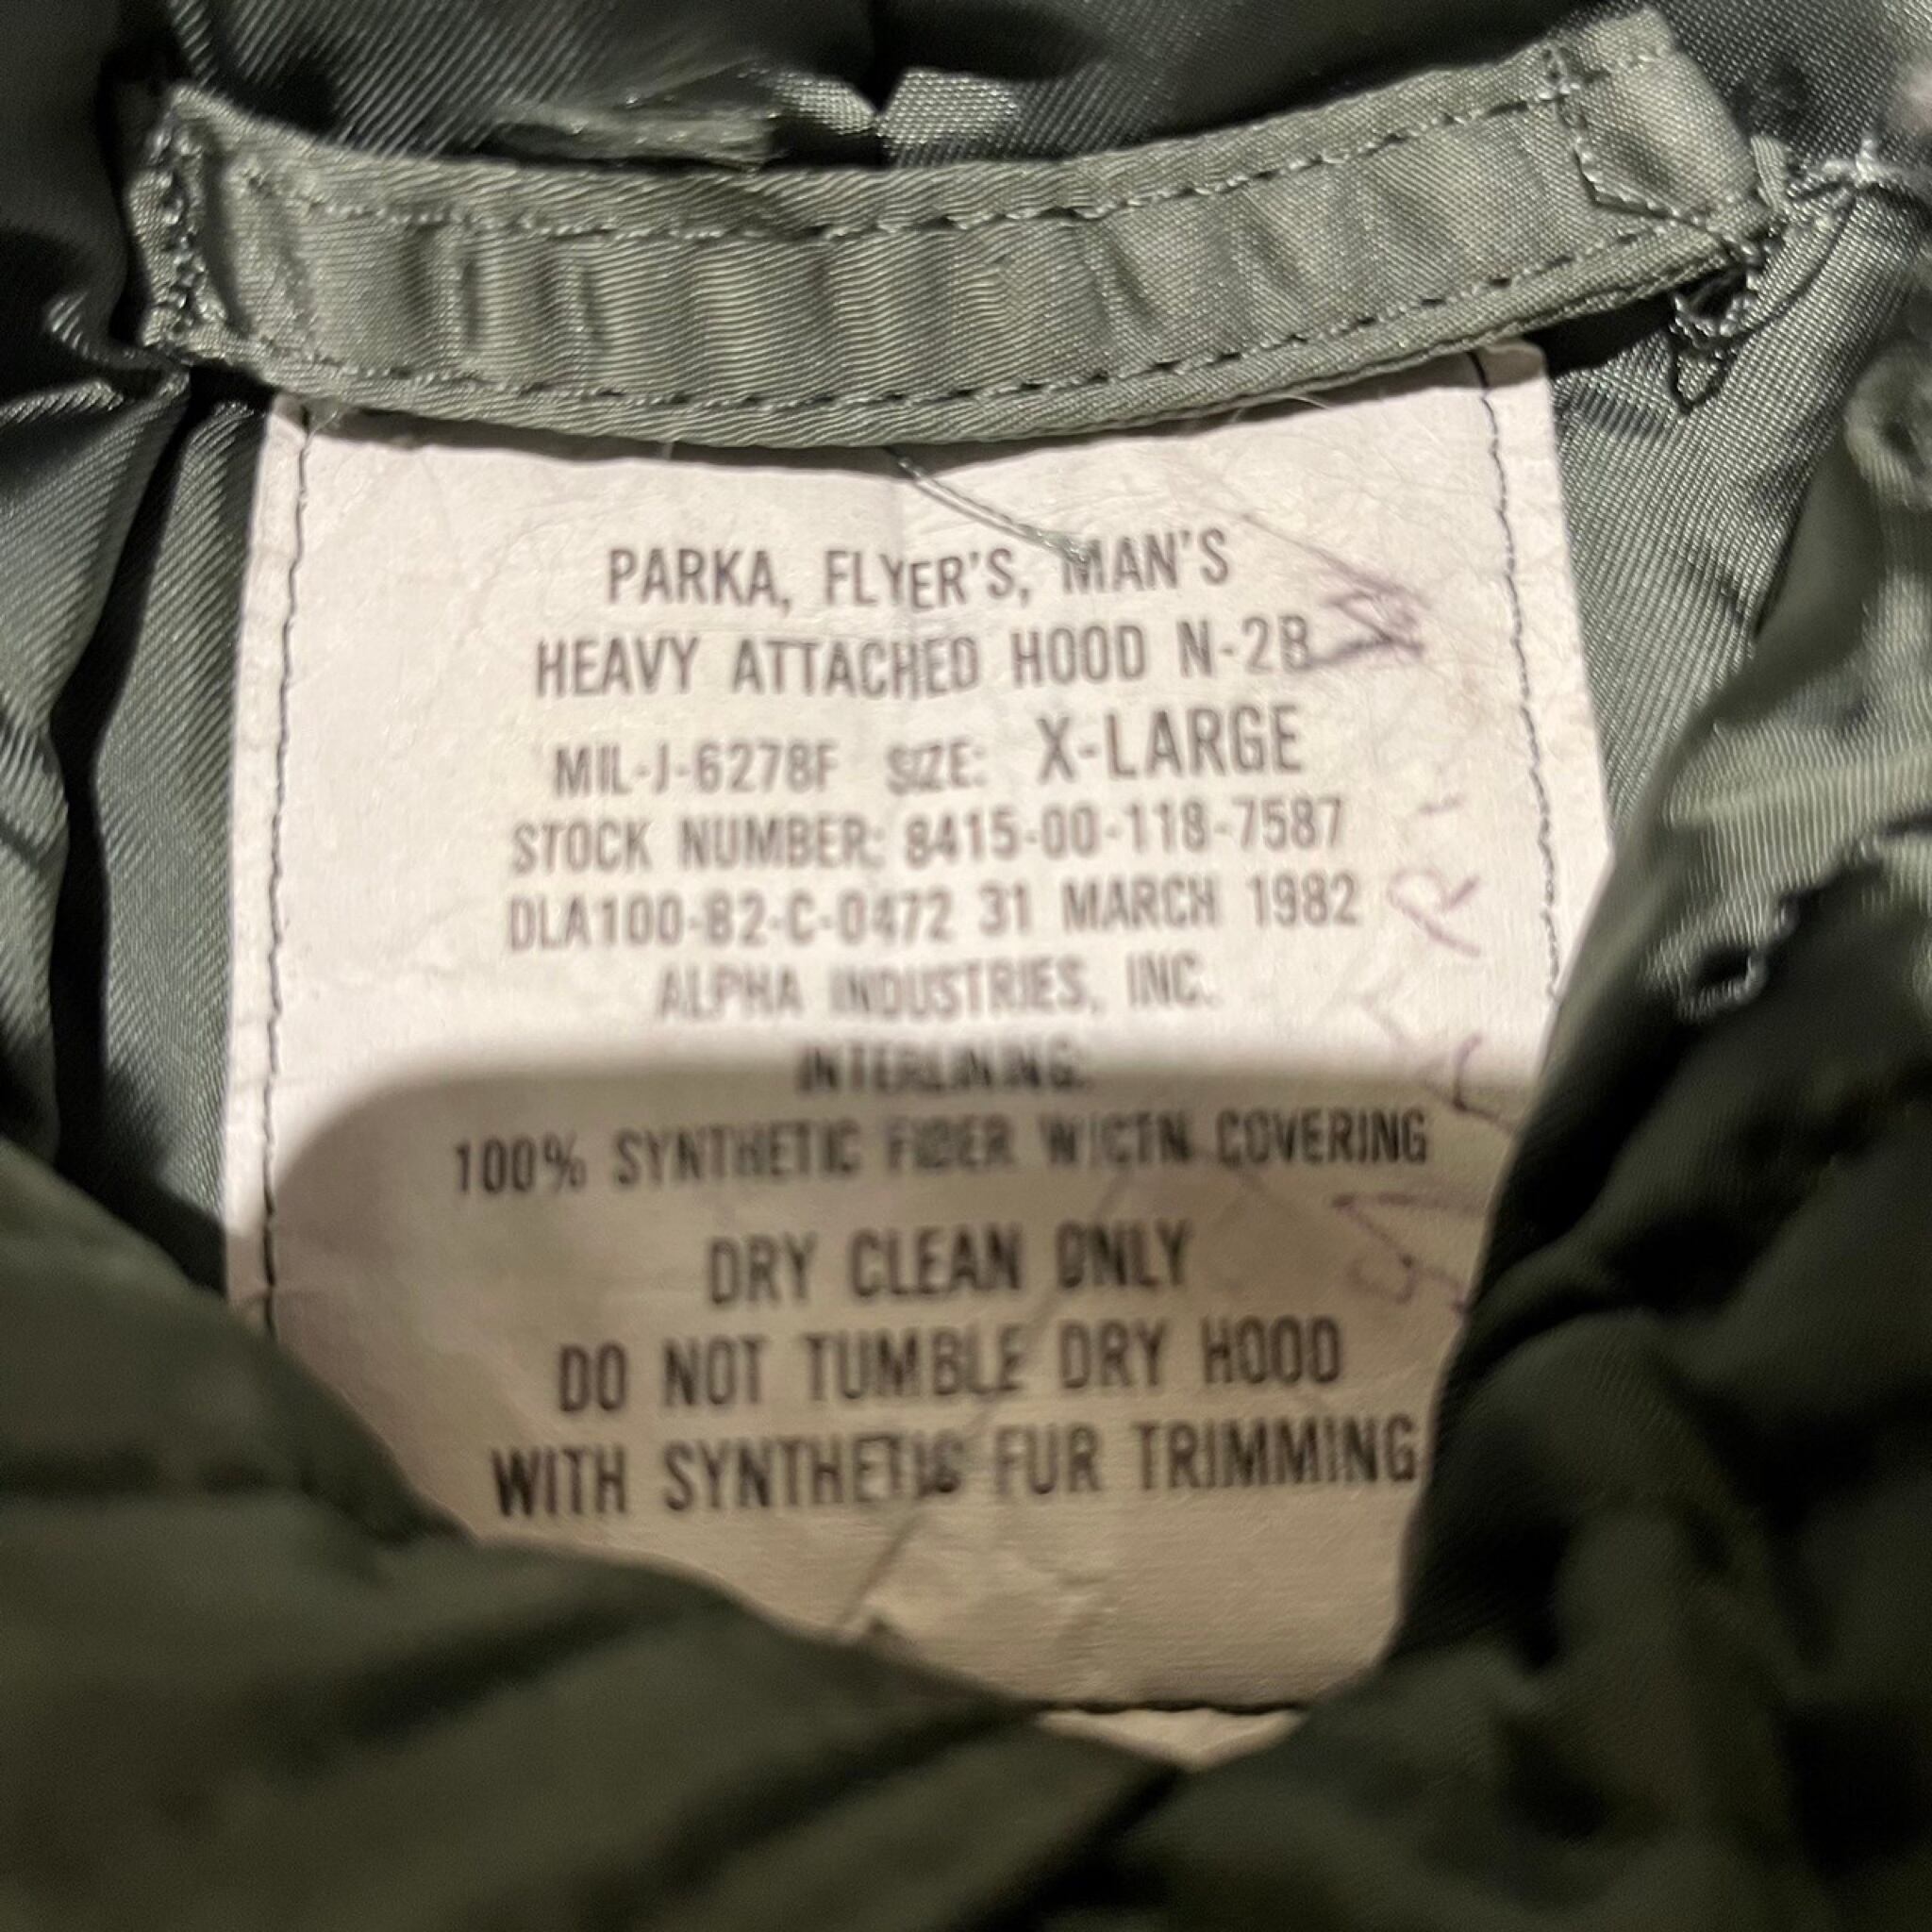 PARKA, FLYER'S, MAN'S
HEAVY ATTACHED HOOD N-2B
MIL-J-6278F SIZE: X-LARGE
STOCK NUMBER: 8415-00-118-7587
DLA100-82-C-0472 31 MARCH 1982
ALPHA INDUSTRIES, INC.
INTERLINING:
100% SYNTHETIC FIBER W/CTN COVERING
DRY CLEAN ONLY
DO NOT TUMBLE DRY HOOD
WITH SYNTHETIC FUR TRIMMING